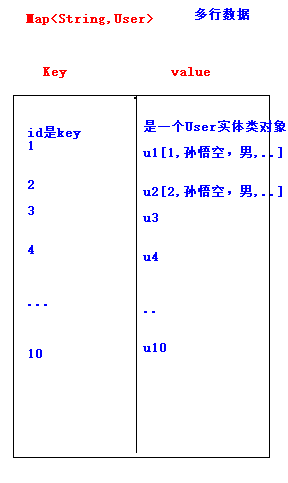 Map<String,User> 多行数据
Key value
id是key 是一个User实体类对象
1 u1[1,孙悟空，男,..]
2 u2[2,孙悟空，男,..]
3 u3
4 u4
... ..
10 u10